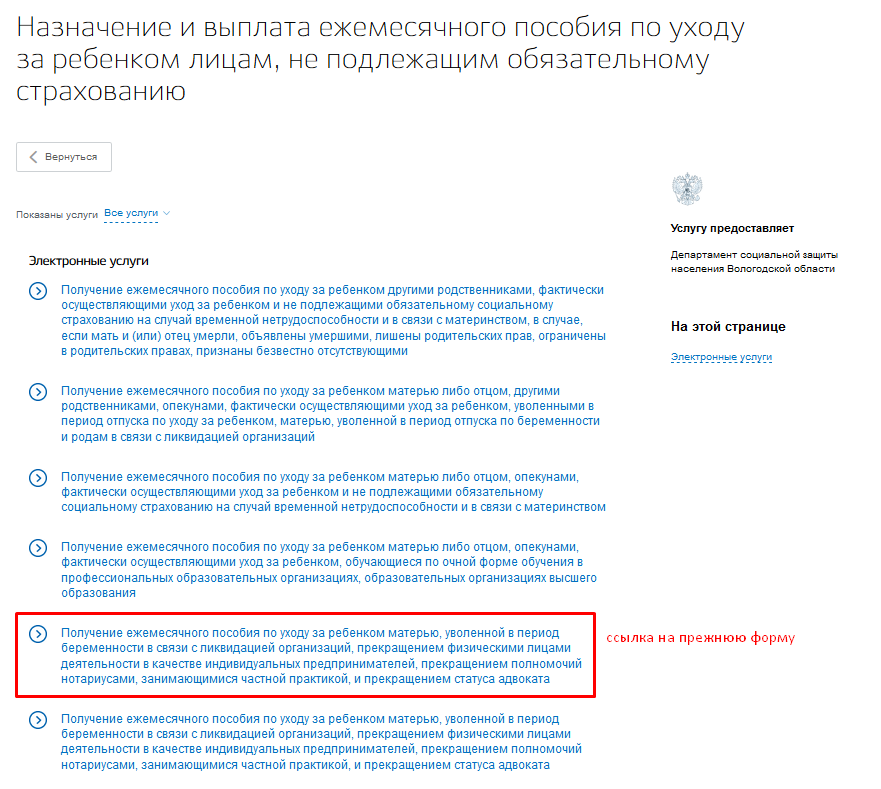 Назначение и выплата ежемесячного пособия по уходу
за ребенком лицам, не подлежащим обязательному
страхованию
Вернуться
Показаны услуги Все услуги
Электронные услуги
Получение ежемесячного пособия по уходу за ребенком другими родственниками, фактически
осуществляющими уход за ребенком и не подлежащими обязательному социальному
страхованию на случай временной нетрудоспособности и в связи с материнством, в случае,
если мать и (или) отец умерли, объявлены умершими, лишены родительских прав, ограничены
в родительских правах, признаны безвестно отсутствующими
Получение ежемесячного пособия по уходу за ребенком матерью либо отцом, другими
родственниками, опекунами, фактически осуществляющими уход за ребенком, уволенными в
период отпуска по уходу за ребенком, матерью, уволенной в период отпуска по беременности
и родам в связи с ликвидацией организаций
Получение ежемесячного пособия по уходу за ребенком матерью либо отцом, опекунами,
фактически осуществляющими уход за ребенком и не подлежащими обязательному
социальному страхованию на случай временной нетрудоспособности и в связи с материнством
Получение ежемесячного пособия по уходу за ребенком матерью либо отцом, опекунами,
фактически осуществляющими уход за ребенком, обучающиеся по очной форме обучения в
профессиональных образовательных организациях, образовательных организациях высшего
образования
Получение ежемесячного пособия по уходу за ребенком матерью, уволенной в период
беременности в связи с ликвидацией организаций, прекращением физическими лицами
деятельности в качестве индивидуальных предпринимателей, прекращением полномочий
нотариусами, занимающимися частной практикой, и прекращением статуса адвоката
ссылка на прежнюю форму
Получение ежемесячного пособия по уходу за ребенком матерью, уволенной в период
беременности в связи с ликвидацией организаций, прекращением физическими лицами
деятельности в качестве индивидуальных предпринимателей, прекращением полномочий
нотариусами, занимающимися частной практикой, и прекращением статуса адвоката
Услугу предоставляет
Департамент социальной защиты
населения Вологодской области
На этой странице
Электронные услуги